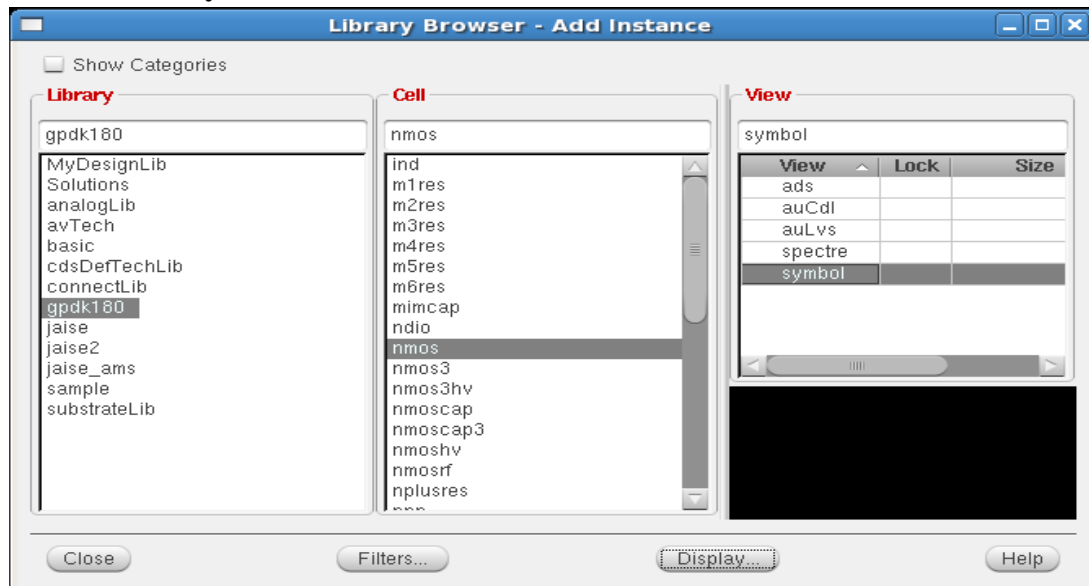 Library Browser - Add Instance
Show Categories
Library
gpdk180
MyDesignLib
Solutions
analogLib
avTech
basic
cdsDefTechLib
connectLib
gpdk180
jaise
jaise2
jaise_ams
sample
substrateLib
Cell
nmos
ind
m1res
m2res
m3res
m4res
m5res
m6res
mimcap
ndio
nmos
nmos3
nmos3hv
nmoscap
nmoscap3
nmoshv
nmosrf
nplusres
View
symbol
View Lock Size
ads
auCdl
auLvs
spectre
symbol
Close Filters... Display... Help